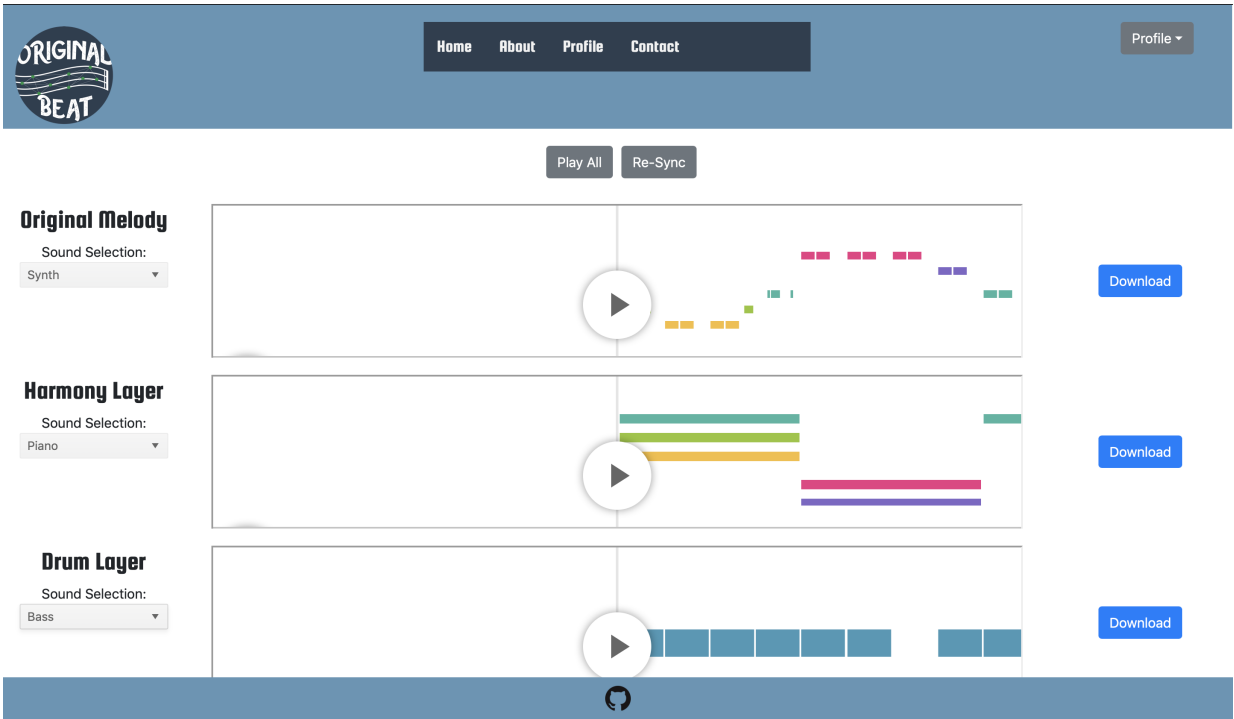 ORIGINAL
BEAT
Home About Profile Contact
Profile
Play All Re-Sync
Original Melody
Sound Selection:
Synth
Download
Harmony Layer
Sound Selection:
Piano
Download
Drum Layer
Sound Selection:
Bass
Download